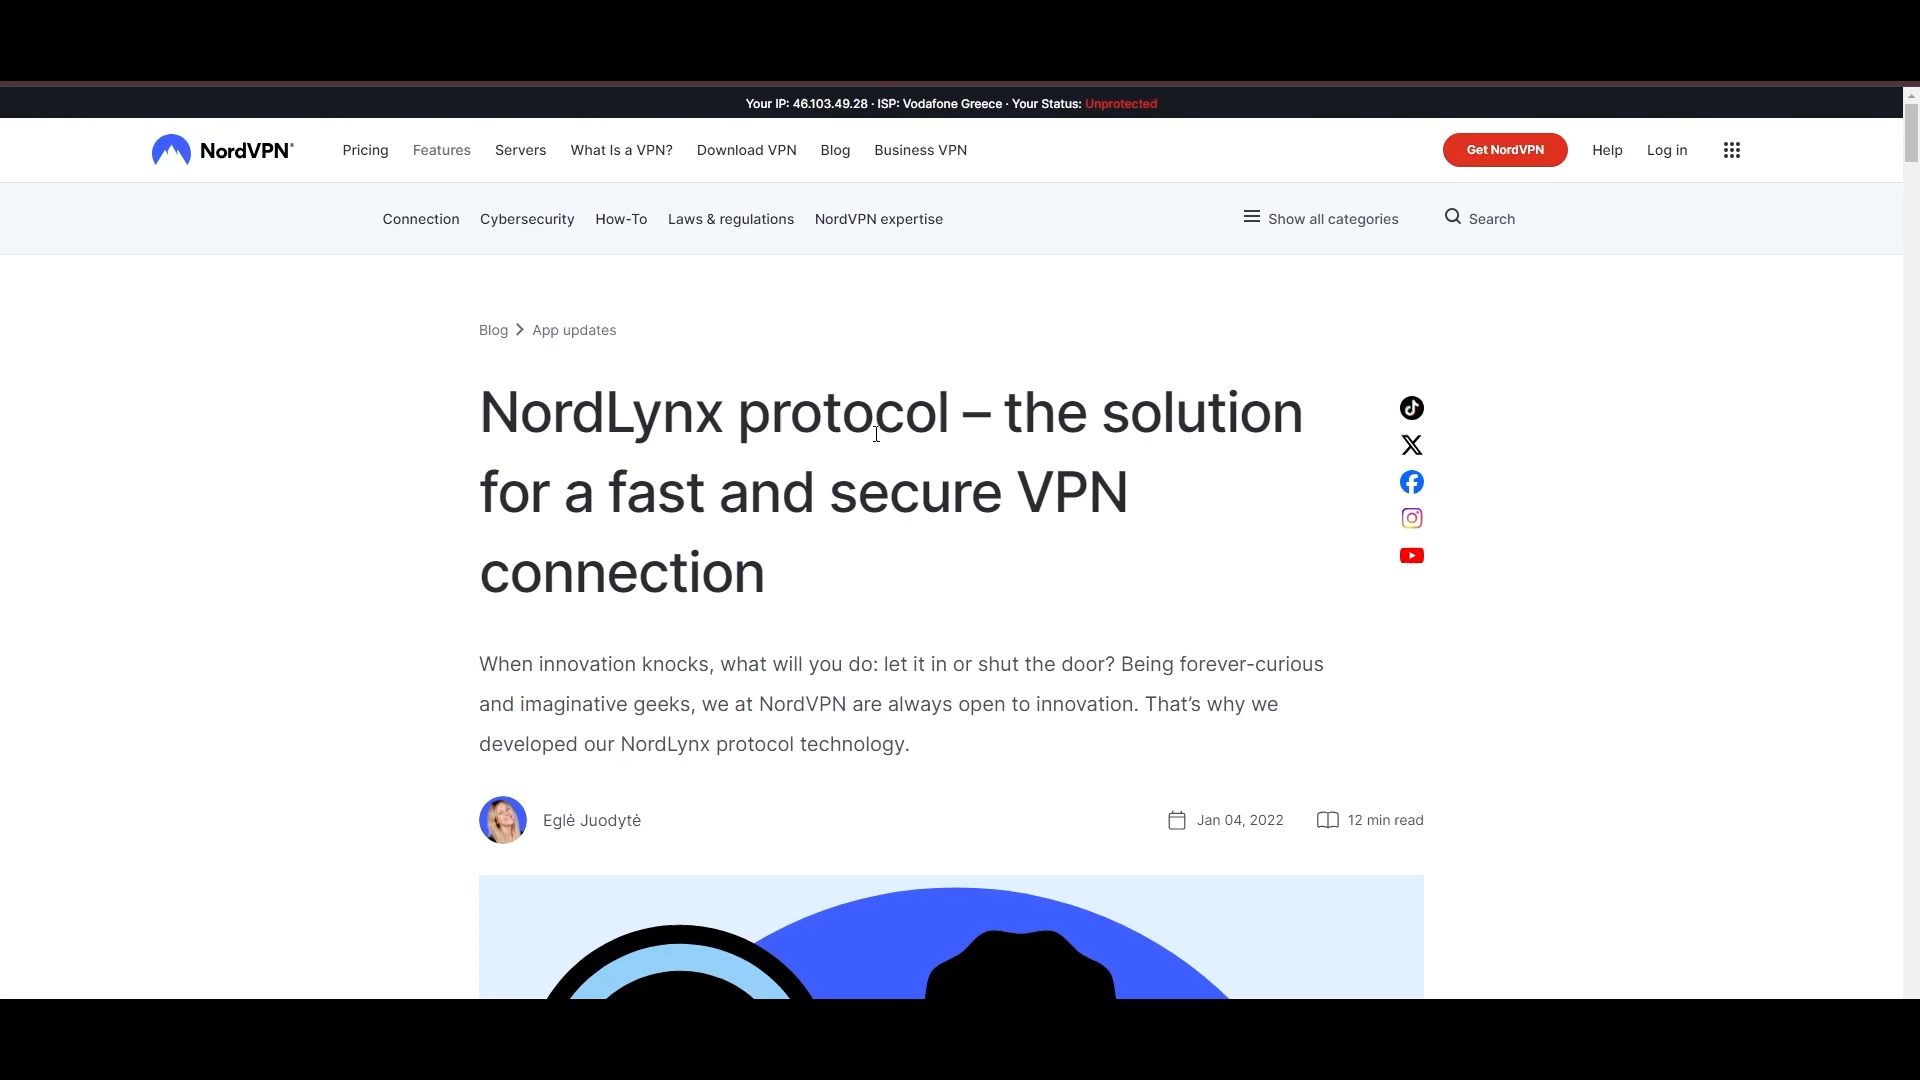 Your IP: 46.103.49.28 · ISP: Vodafone Greece · Your Status: Unprotected
NordVPN® Pricing Features Servers What Is a VPN? Download VPN Blog Business VPN Get NordVPN Help Log in
Connection Cybersecurity How-To Laws & regulations NordVPN expertise Show all categories Search
Blog App updates
NordLynx protocol – the solution
for a fast and secure VPN
connection
When innovation knocks, what will you do: let it in or shut the door? Being forever-curious
and imaginative geeks, we at NordVPN are always open to innovation. That’s why we
developed our NordLynx protocol technology.
Eglė Juodytė Jan 04, 2022 12 min read